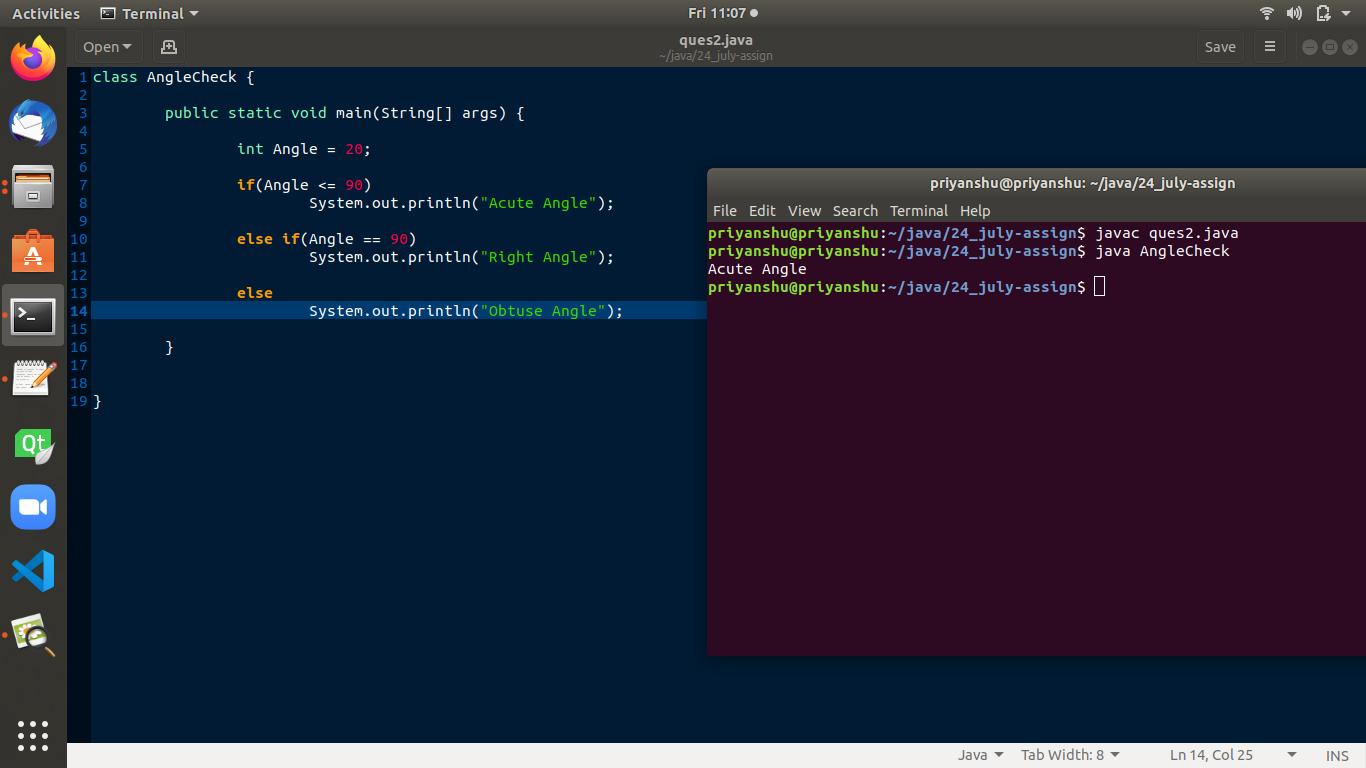 Activities Terminal Fri 11:07
Open ques2.java Save
~/java/24_july-assign
1 class AngleCheck {
2
3 public static void main(String[] args) {
4
5 int Angle = 20;
6
7 if(Angle <= 90)
8 System.out.println("Acute Angle");
9
10 else if(Angle == 90)
11 System.out.println("Right Angle");
12
13 else
14 System.out.println("Obtuse Angle");
15
16 }
17
18
19 }
priyanshu@priyanshu: ~/java/24_july-assign
File Edit View Search Terminal Help
priyanshu@priyanshu:~/java/24_july-assign$ javac ques2.java
priyanshu@priyanshu:~/java/24_july-assign$ java AngleCheck
Acute Angle
priyanshu@priyanshu:~/java/24_july-assign$
Qt
Java Tab Width: 8 Ln 14, Col 25 INS